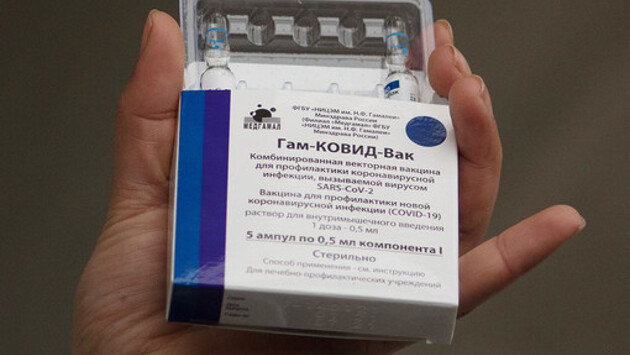 ФГБУ «НИЦЭМ им. Н.Ф. Гамалеи»
Минздрава России
(Филиал «Медгамал» ФГБУ
«НИЦЭМ им. Н.Ф. Гамалеи»
Минздрава России)
МЕДГАМАЛ
Гам-КОВИД-Вак
Комбинированная векторная вакцина
для профилактики коронавирусной
инфекции, вызываемой вирусом
SARS-CoV-2
Вакцина для профилактики новой
коронавирусной инфекции (COVID-19)
раствор для внутримышечного введения
1 доза - 0,5 мл
5 ампул по 0,5 мл компонента I
Стерильно
Способ применения - см. инструкцию
Для лечебно-профилактических учреждений